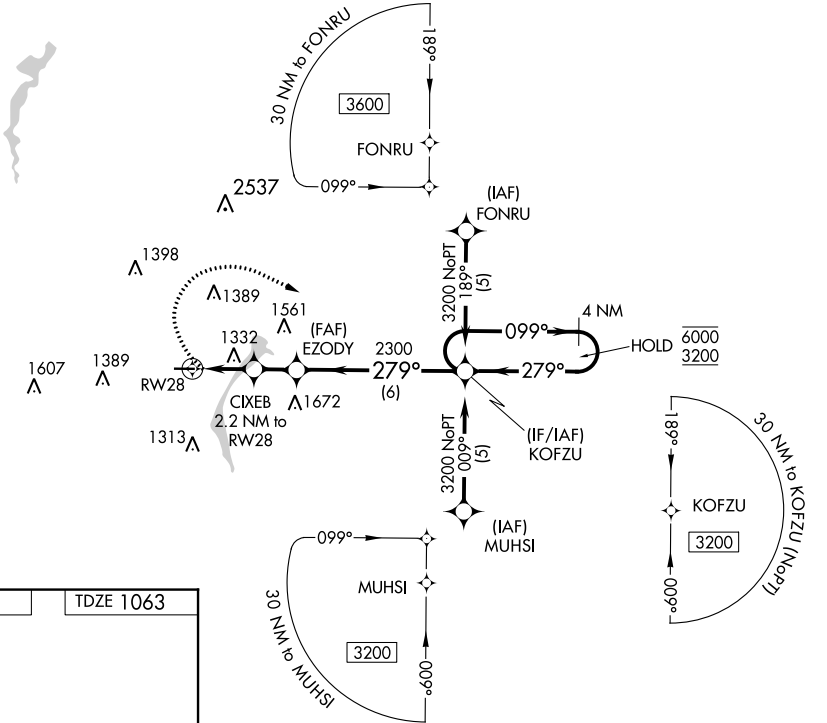 30 NM to FONRU
189°
3600
FONRU
099°
2537
(IAF)
FONRU
1398
3200 NoPT
189°
(5)
1389
1561
(FAF)
EZODY
4 NM
099°
1332
2300
HOLD
6000
3200
1607
1389
279°
279°
RW28
(6)
CIXEB
2.2 NM to
RW28
1672
(IF/IAF)
KOFZU
1313
3200 NoPT
009°
(5)
189°
30 NM to KOFZU (NoPT)
KOFZU
(IAF)
MUHSI
099°
3200
009°
MUHSI
TDZE 1063
30 NM to MUHSI
3200
009°